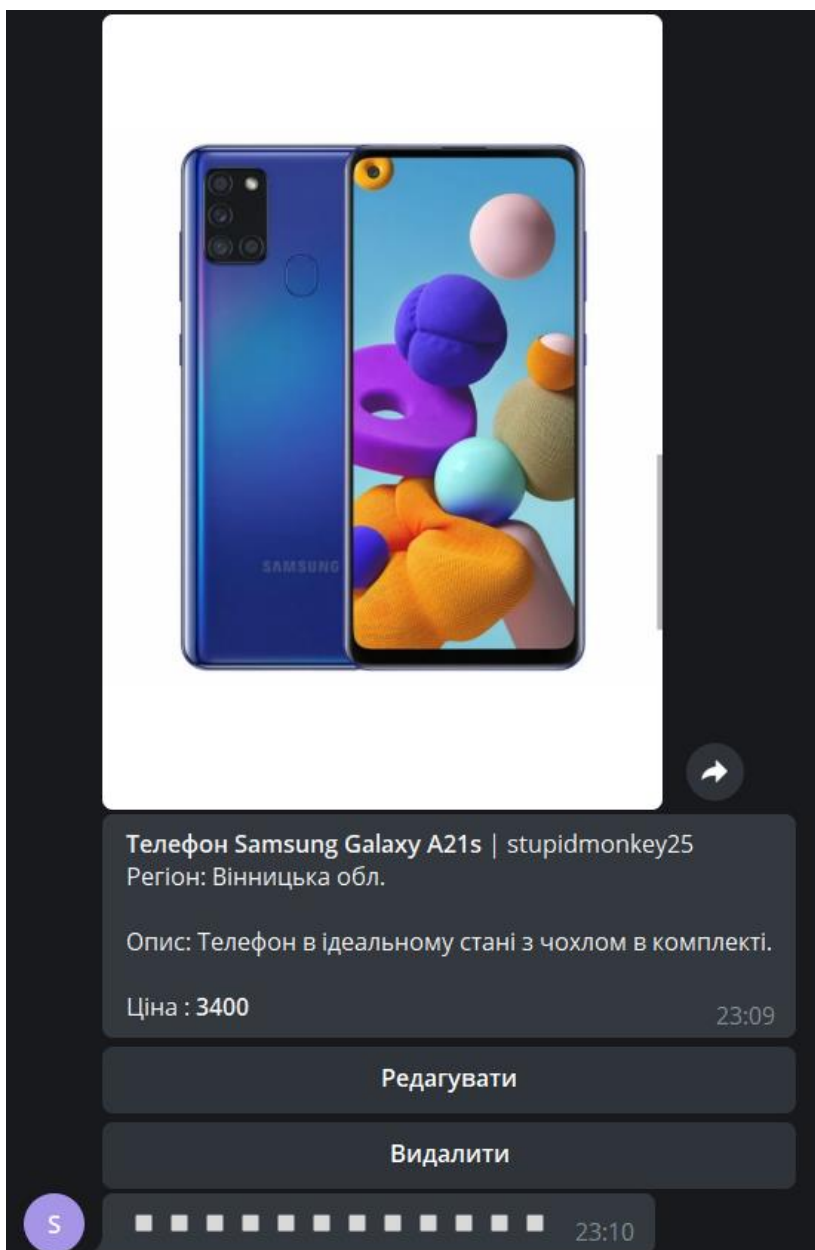 SAMSUNG
Телефон Samsung Galaxy A21s | stupidmonkey25
Регіон: Вінницька обл.
Опис: Телефон в ідеальному стані з чохлом в комплекті.
Ціна : 3400
23:09
Редагувати
Видалити
S
23:10